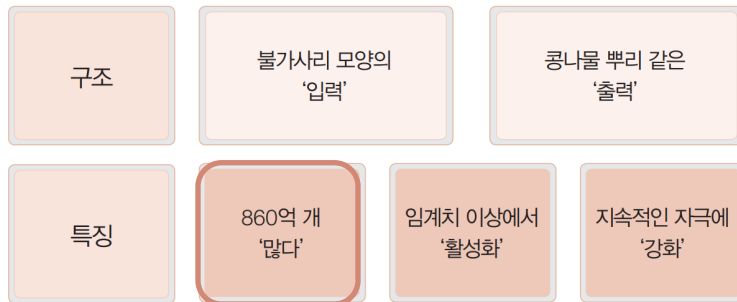 구조
불가사리 모양의
‘입력’
콩나물 뿌리 같은
‘출력’
특징
860억 개
‘많다’
임계치 이상에서
‘활성화’
지속적인 자극에
‘강화’